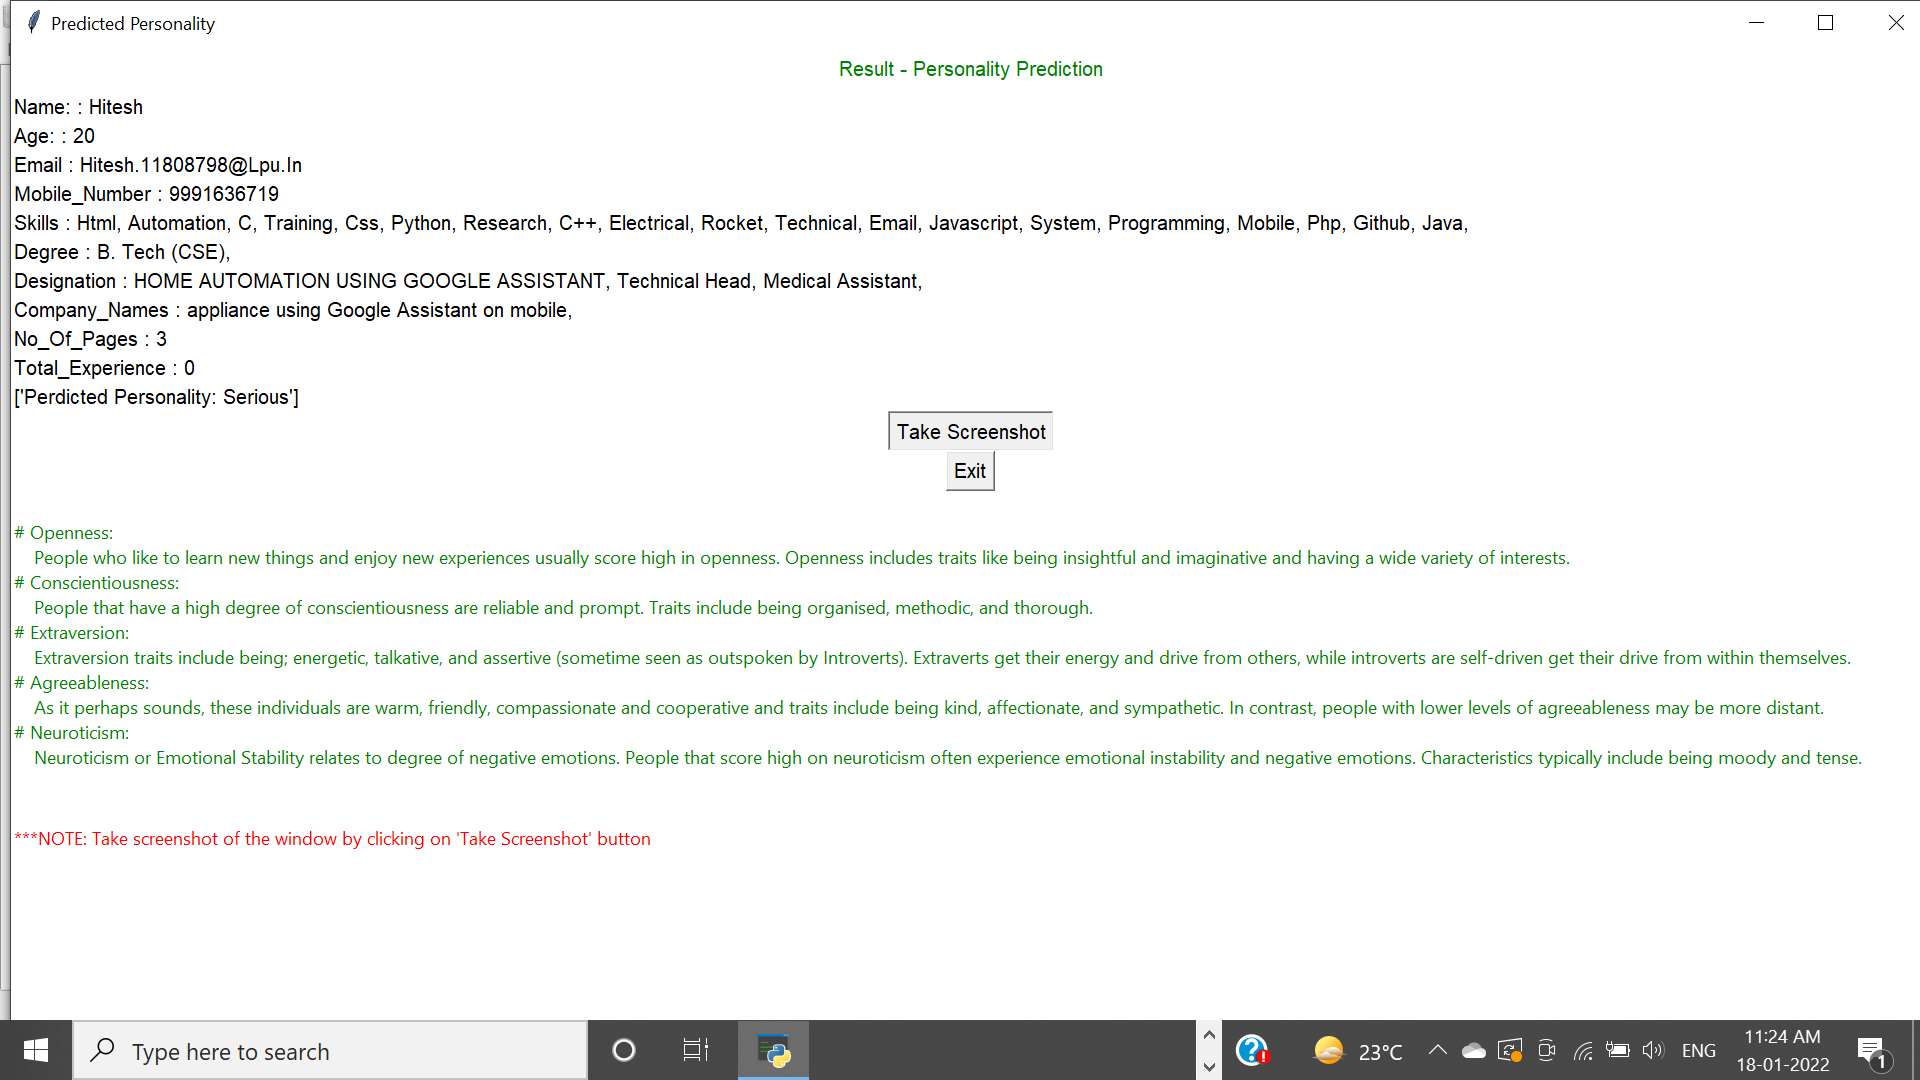 Predicted Personality
Result - Personality Prediction
Name: : Hitesh
Age: : 20
Email : Hitesh.11808798@Lpu.In
Mobile_Number : 9991636719
Skills : Html, Automation, C, Training, Css, Python, Research, C++, Electrical, Rocket, Technical, Email, Javascript, System, Programming, Mobile, Php, Github, Java,
Degree : B. Tech (CSE),
Designation : HOME AUTOMATION USING GOOGLE ASSISTANT, Technical Head, Medical Assistant,
Company_Names : appliance using Google Assistant on mobile,
No_Of_Pages : 3
Total_Experience : 0
['Perdicted Personality: Serious']
Take Screenshot
Exit
# Openness:
People who like to learn new things and enjoy new experiences usually score high in openness. Openness includes traits like being insightful and imaginative and having a wide variety of interests.
# Conscientiousness:
People that have a high degree of conscientiousness are reliable and prompt. Traits include being organised, methodic, and thorough.
# Extraversion:
Extraversion traits include being; energetic, talkative, and assertive (sometime seen as outspoken by Introverts). Extraverts get their energy and drive from others, while introverts are self-driven get their drive from within themselves.
# Agreeableness:
As it perhaps sounds, these individuals are warm, friendly, compassionate and cooperative and traits include being kind, affectionate, and sympathetic. In contrast, people with lower levels of agreeableness may be more distant.
# Neuroticism:
Neuroticism or Emotional Stability relates to degree of negative emotions. People that score high on neuroticism often experience emotional instability and negative emotions. Characteristics typically include being moody and tense.
***NOTE: Take screenshot of the window by clicking on 'Take Screenshot' button
Type here to search
23°C
ENG
11:24 AM
18-01-2022
1